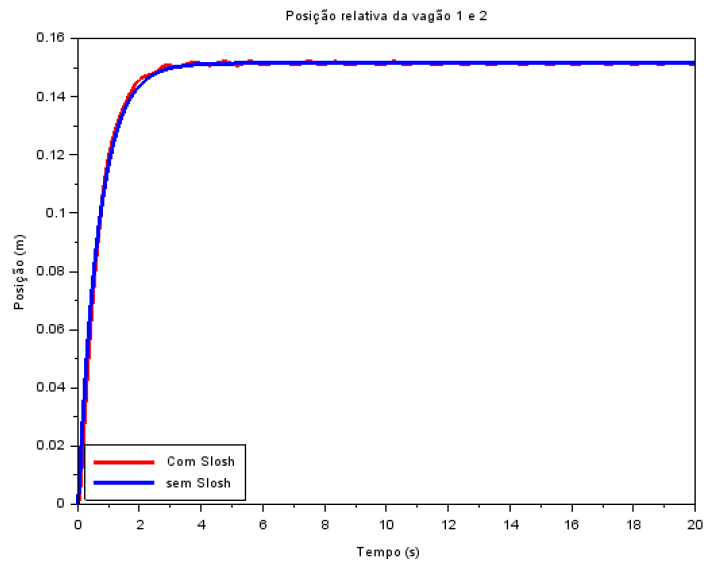 Posição relativa da vagão 1 e 2
0.16
0.14
0.12
0.1
0.08
0.06
0.04
0.02
0
Posição (m)
Com Slosh
sem Slosh
0 2 4 6 8 10 12 14 16 18 20
Tempo (s)